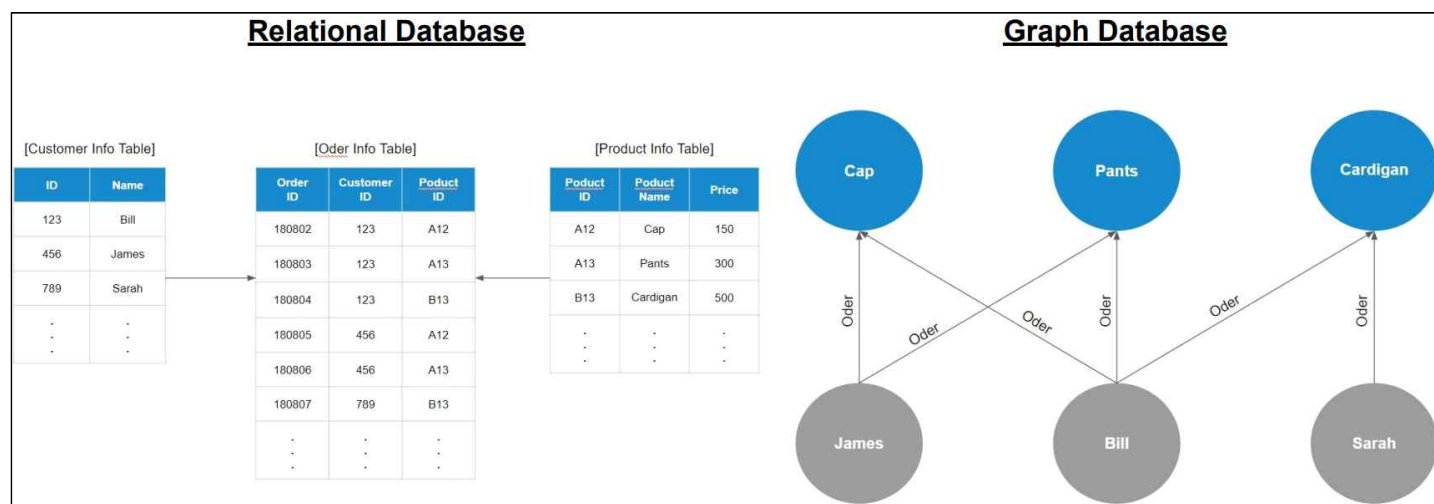 Relational Database
Graph Database
[Customer Info Table]
ID Name
123 Bill
456 James
789 Sarah
. .
. .
. .
[Oder Info Table]
Order ID Customer ID Poduct ID
180802 123 A12
180803 123 A13
180804 123 B13
180805 456 A12
180806 456 A13
180807 789 B13
. . .
. . .
. . .
[Product Info Table]
Poduct ID Poduct Name Price
A12 Cap 150
A13 Pants 300
B13 Cardigan 500
. . .
. . .
. . .
Cap
Pants
Cardigan
Oder
Oder
Oder
Oder
Oder
Oder
James
Bill
Sarah